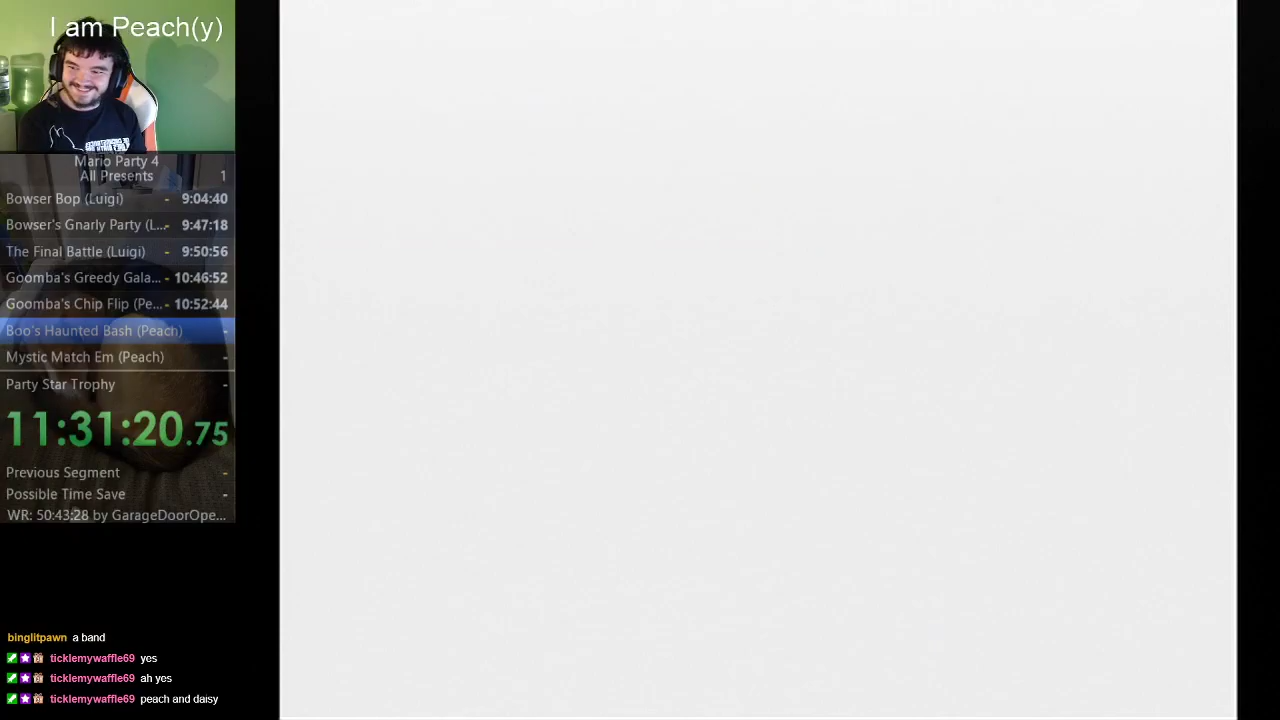 I am Peach(y)
Mario Party 4
All Presents 1
Bowser Bop (Luigi) - 9:04:40
Bowser's Gnarly Party (L... - 9:47:18
The Final Battle (Luigi) - 9:50:56
Goomba's Greedy Gala... - 10:46:52
Goomba's Chip Flip (Pe... - 10:52:44
Boo's Haunted Bash (Peach) -
Mystic Match Em (Peach) -
Party Star Trophy -
11:31:20.75
Previous Segment -
Possible Time Save -
WR: 50:43:28 by GarageDoorOpe...
binglitpawn a band
ticklemywaffle69 yes
ticklemywaffle69 ah yes
ticklemywaffle69 peach and daisy